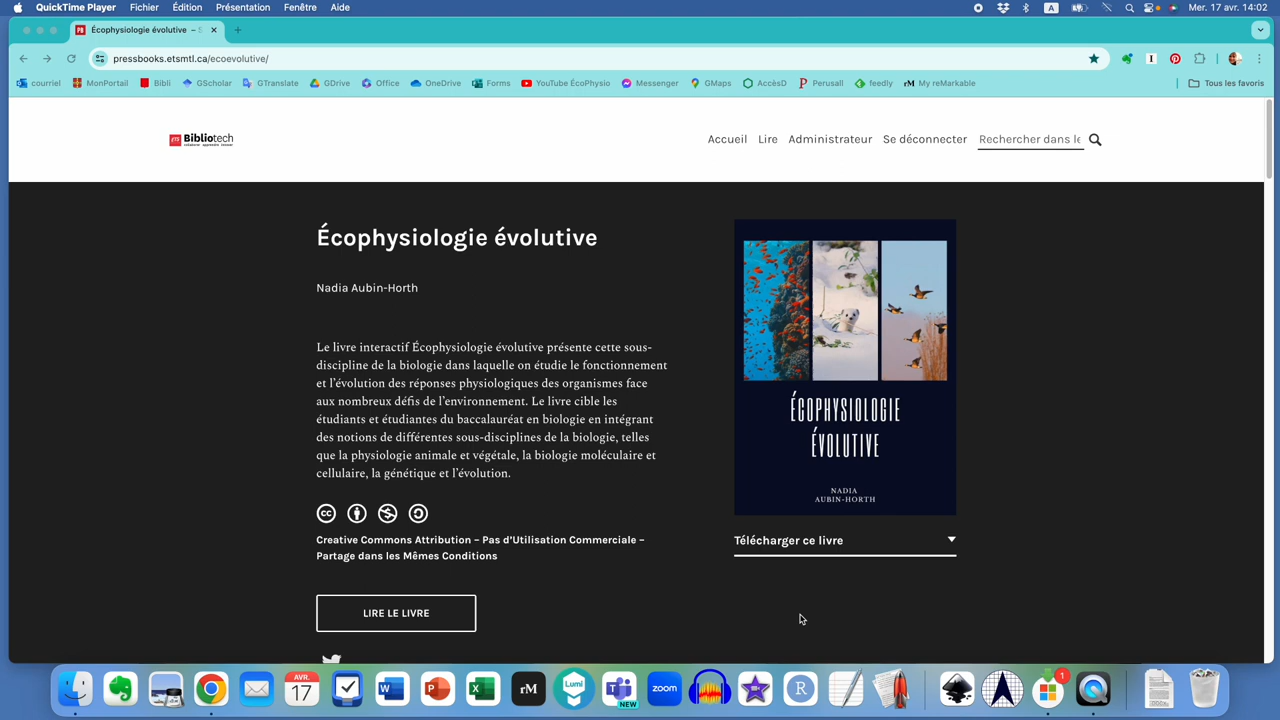 QuickTime Player Fichier Édition Présentation Fenêtre Aide A Mer. 17 avr. 14:02
PB Écophysiologie évolutive – S
pressbooks.etsmtl.ca/ecoevolutive/
courriel MonPortail Bibli GScholar GTranslate GDrive Office OneDrive Forms YouTube ÉcoPhysio Messenger GMaps AccèsD Perusall feedly rM My reMarkable Tous les favoris
Bibliotech
Accueil Lire Administrateur Se déconnecter Rechercher dans le
Écophysiologie évolutive
Nadia Aubin-Horth
Le livre interactif Écophysiologie évolutive présente cette sous-
discipline de la biologie dans laquelle on étudie le fonctionnement
et l'évolution des réponses physiologiques des organismes face
aux nombreux défis de l'environnement. Le livre cible les
étudiants et étudiantes du baccalauréat en biologie en intégrant
des notions de différentes sous-disciplines de la biologie, telles
que la physiologie animale et végétale, la biologie moléculaire et
cellulaire, la génétique et l'évolution.
cc
Creative Commons Attribution – Pas d'Utilisation Commerciale –
Partage dans les Mêmes Conditions
LIRE LE LIVRE
ÉCOPHYSIOLOGIE
ÉVOLUTIVE
NADIA
AUBIN-HORTH
Télécharger ce livre
AVR.
17
W P X rM Lumi NEW zoom R 1